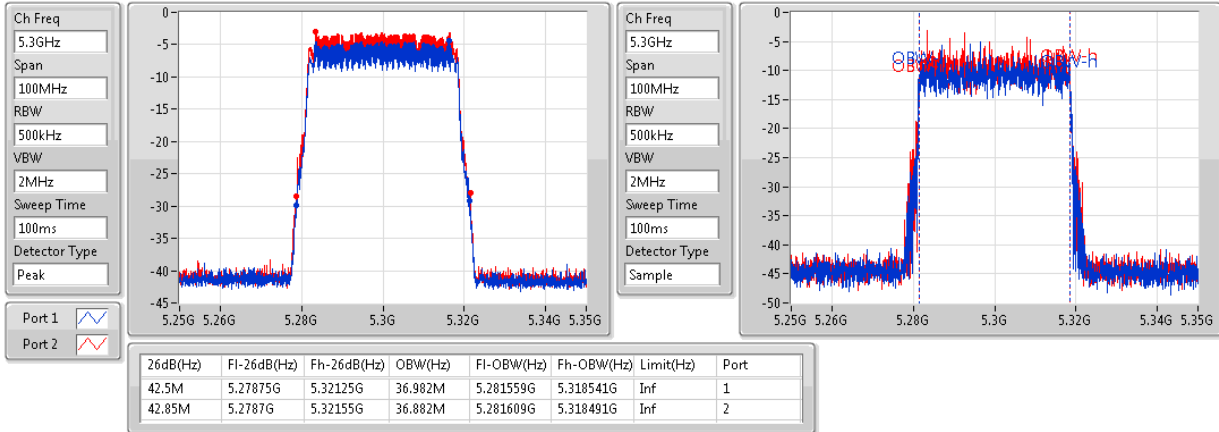 Ch Freq
5.3GHz
Span
100MHz
RBW
500kHz
VBW
2MHz
Sweep Time
100ms
Detector Type
Peak
Port 1
Port 2
0
-5
-10
-15
-20
-25
-30
-35
-40
-45
5.25G 5.26G 5.28G 5.3G 5.32G 5.34G 5.35G
Ch Freq
5.3GHz
Span
100MHz
RBW
500kHz
VBW
2MHz
Sweep Time
100ms
Detector Type
Sample
0
-5
-10
-15
-20
-25
-30
-35
-40
-45
-50
5.25G 5.26G 5.28G 5.3G 5.32G 5.34G 5.35G
26dB(Hz) Fl-26dB(Hz) Fh-26dB(Hz) OBW(Hz) Fl-OBW(Hz) Fh-OBW(Hz) Limit(Hz) Port
42.5M 5.27875G 5.32125G 36.982M 5.281559G 5.318541G Inf 1
42.85M 5.2787G 5.32155G 36.882M 5.281609G 5.318491G Inf 2